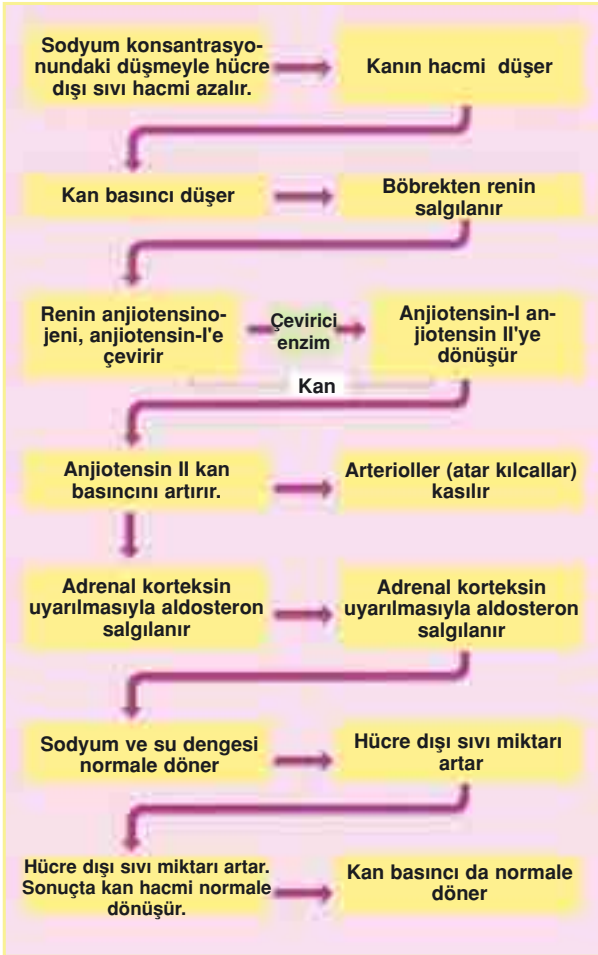 Sodyum konsantrasyo-
nundaki düşmeyle hücre
dışı sıvı hacmi azalır.
Kanın hacmi düşer
Kan basıncı düşer
Böbrekten renin
salgılanır
Renin anjiotensino-
jeni, anjiotensin-I'e
çevirir
Çevirici
enzim
Anjiotensin-I an-
jiotensin II'ye
dönüşür
Kan
Anjiotensin II kan
basıncını artırır.
Arterioller (atar kılcallar)
kasılır
Adrenal korteksin
uyarılmasıyla aldosteron
salgılanır
Adrenal korteksin
uyarılmasıyla aldosteron
salgılanır
Sodyum ve su dengesi
normale döner
Hücre dışı sıvı miktarı
artar
Hücre dışı sıvı miktarı artar.
Sonuçta kan hacmi normale
dönüşür.
Kan basıncı da normale
döner